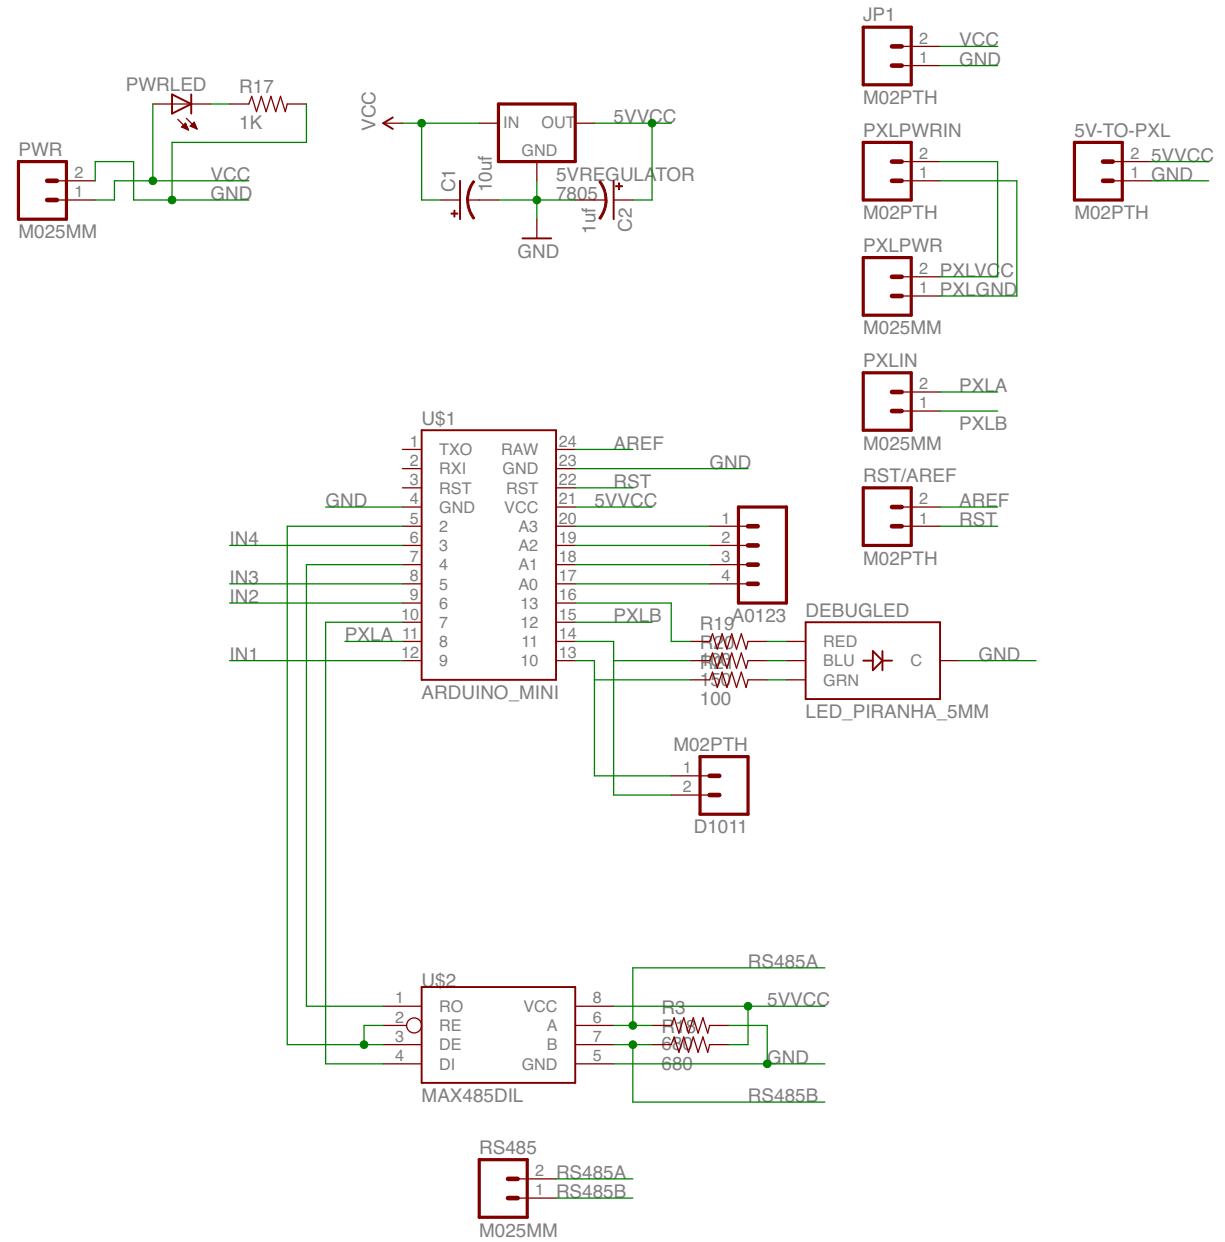 JP1
2 VCC
1 GND
M02PTH
PWRLED
R17
1K
PWR
2 VCC
1 GND
M025MM
VCC
IN OUT
GND
5VVCC
C1
10uf
5VREGULATOR
7805
1uf
C2
GND
PXLPWRIN
2
1
M02PTH
5V-TO-PXL
2 5VVCC
1 GND
M02PTH
PXLPWR
2 PXLVCC
1 PXLGND
M025MM
PXLIN
2 PXLA
1
PXLB
M025MM
RST/AREF
2 AREF
1 RST
M02PTH
U$1
1 TXO RAW 24 AREF
2 RXI GND 23 GND
3 RST RST 22 RST
GND 4 GND VCC 21 5VVCC
5 2 A3 20 1
IN4 6 3 A2 19 2
7 4 A1 18 3
IN3 8 5 A0 17 4
IN2 9 6 13 16
10 7 12 15 PXLB
PXLA 11 8 11 14
IN1 12 9 10 13
ARDUINO_MINI
A0123
R19
100
DEBUGLED
RED
BLU C GND
GRN
LED_PIRANHA_5MM
M02PTH
1
2
D1011
RS485A
U$2
1 RO VCC 8 5VVCC
2 RE A 6
3 DE B 7
4 DI GND 5 GND
MAX485DIL
R3
R18
680
680
RS485B
RS485
2 RS485A
1 RS485B
M025MM